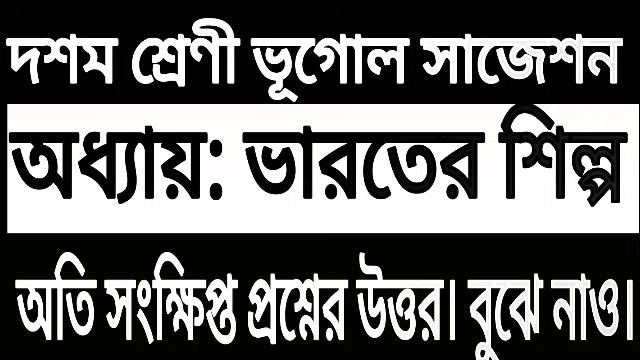 দশম শ্রেণী ভূগোল সাজেশন
অধ্যায়: ভারতের শিল্প
অতি সংক্ষিপ্ত প্রশ্নের উত্তর। বুঝে নাও।